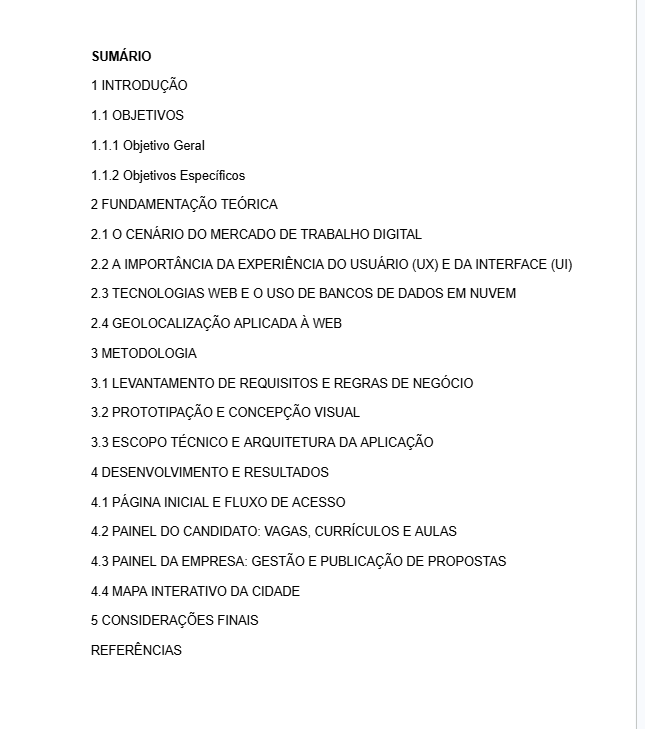 SUMÁRIO
1 INTRODUÇÃO
1.1 OBJETIVOS
1.1.1 Objetivo Geral
1.1.2 Objetivos Específicos
2 FUNDAMENTAÇÃO TEÓRICA
2.1 O CENÁRIO DO MERCADO DE TRABALHO DIGITAL
2.2 A IMPORTÂNCIA DA EXPERIÊNCIA DO USUÁRIO (UX) E DA INTERFACE (UI)
2.3 TECNOLOGIAS WEB E O USO DE BANCOS DE DADOS EM NUVEM
2.4 GEOLOCALIZAÇÃO APLICADA À WEB
3 METODOLOGIA
3.1 LEVANTAMENTO DE REQUISITOS E REGRAS DE NEGÓCIO
3.2 PROTOTIPAÇÃO E CONCEPÇÃO VISUAL
3.3 ESCOPO TÉCNICO E ARQUITETURA DA APLICAÇÃO
4 DESENVOLVIMENTO E RESULTADOS
4.1 PÁGINA INICIAL E FLUXO DE ACESSO
4.2 PAINEL DO CANDIDATO: VAGAS, CURRÍCULOS E AULAS
4.3 PAINEL DA EMPRESA: GESTÃO E PUBLICAÇÃO DE PROPOSTAS
4.4 MAPA INTERATIVO DA CIDADE
5 CONSIDERAÇÕES FINAIS
REFERÊNCIAS